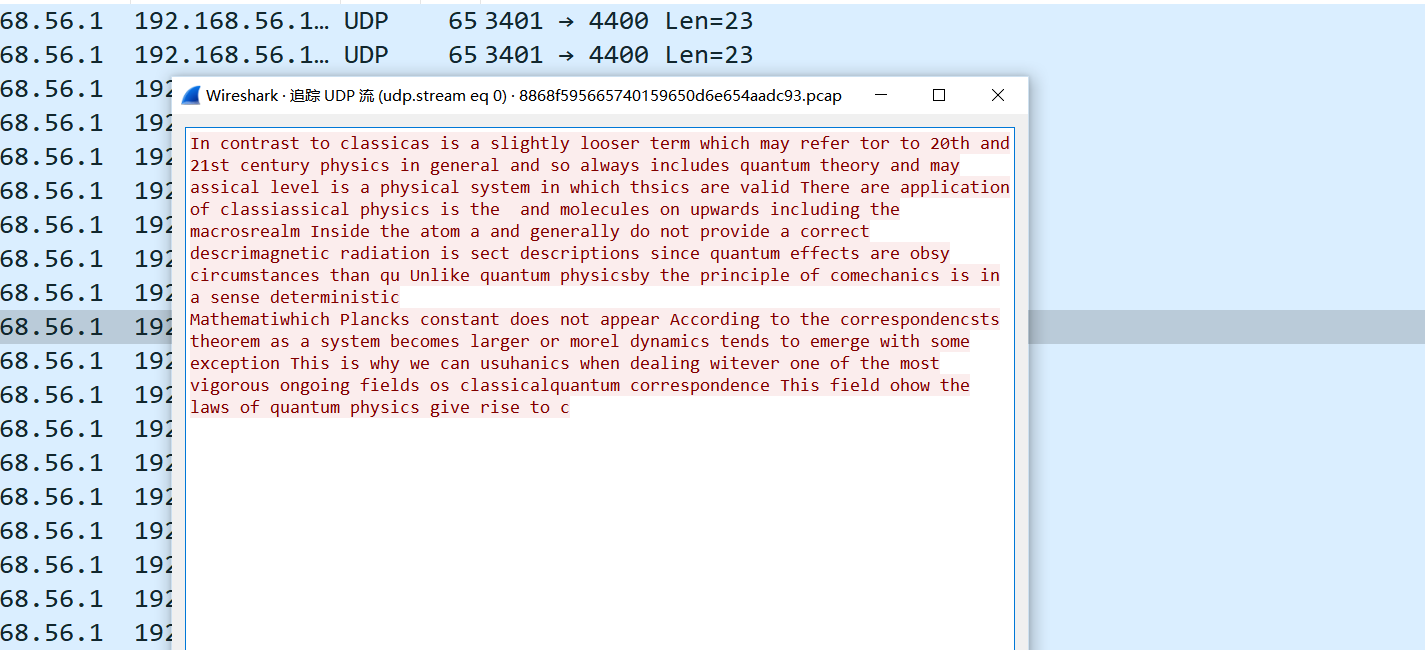 68.56.1 192.168.56.1… UDP 65 3401 → 4400 Len=23
68.56.1 192.168.56.1… UDP 65 3401 → 4400 Len=23
68.56.1 192
Wireshark · 追踪 UDP 流 (udp.stream eq 0) · 8868f595665740159650d6e654aadc93.pcap
68.56.1 192
In contrast to classicas is a slightly looser term which may refer tor to 20th and
68.56.1 192
21st century physics in general and so always includes quantum theory and may
68.56.1 192
assical level is a physical system in which thsics are valid There are application
of classiassical physics is the  and molecules on upwards including the
68.56.1 192
macrosrealm Inside the atom a and generally do not provide a correct
68.56.1 192
descrimagnetic radiation is sect descriptions since quantum effects are obsy
68.56.1 192
circumstances than qu Unlike quantum physicsby the principle of comechanics is in
a sense deterministic
68.56.1 192
Mathematiwhich Plancks constant does not appear According to the correspondencsts
68.56.1 192
theorem as a system becomes larger or morel dynamics tends to emerge with some
68.56.1 192
exception This is why we can usuhanics when dealing witever one of the most
vigorous ongoing fields os classicalquantum correspondence This field ohow the
68.56.1 192
laws of quantum physics give rise to c
68.56.1 192
68.56.1 192
68.56.1 192
68.56.1 192
68.56.1 192
68.56.1 192
68.56.1 192